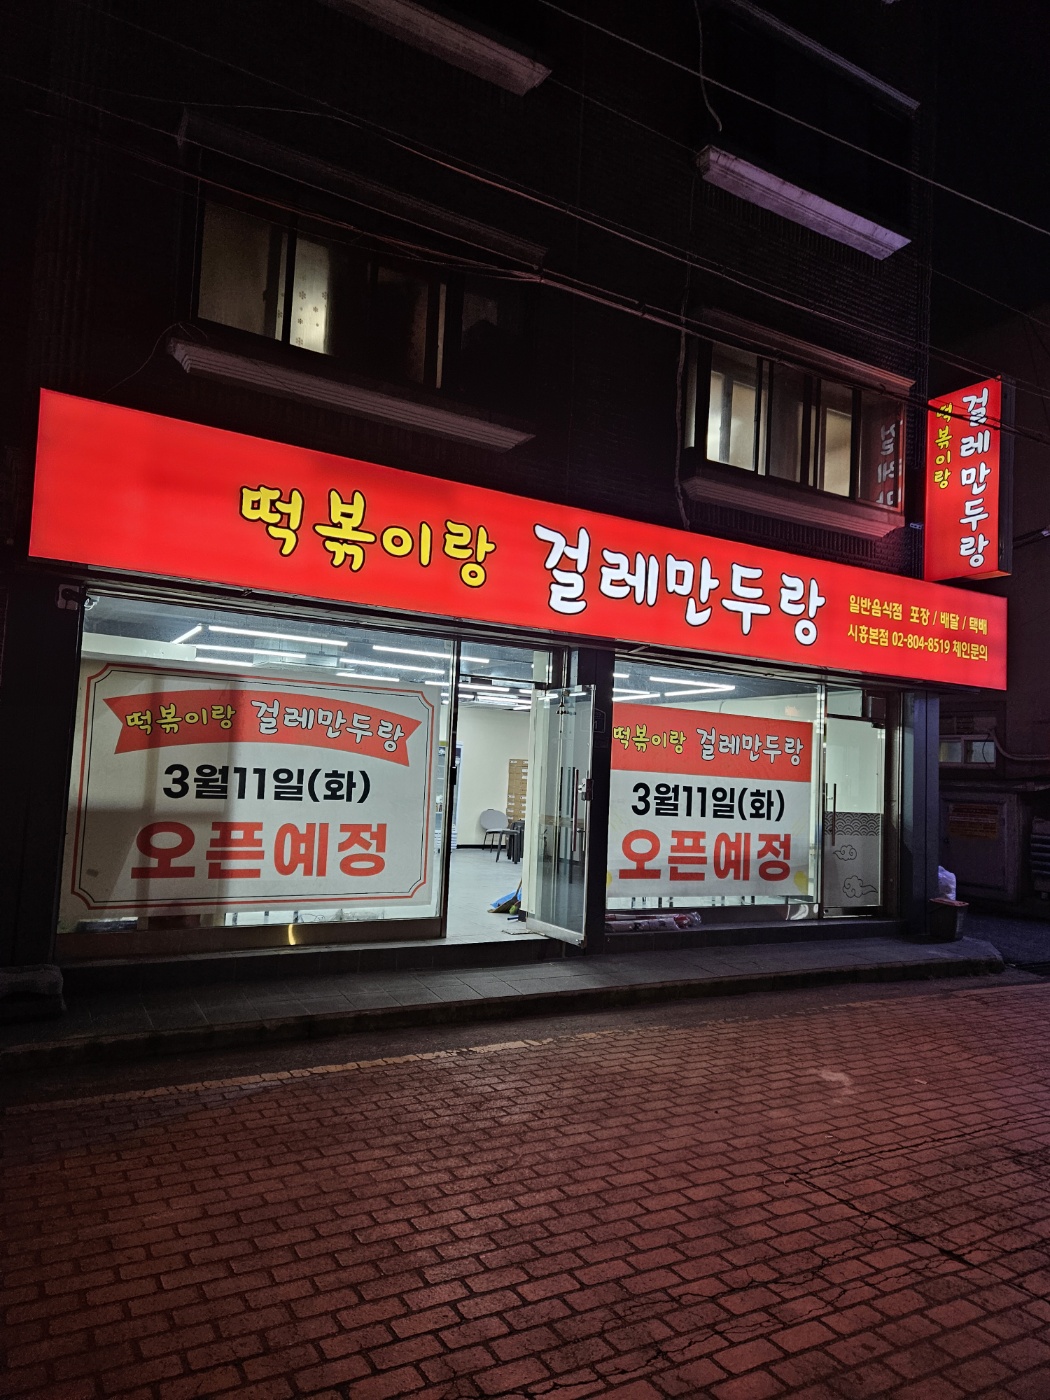 떡볶이랑 걸레만두랑
일반음식점 포장 / 배달 / 택배
시흥본점 02-804-8519 체인문의
떡볶이랑
걸레만두랑
떡볶이랑 걸레만두랑
3월11일(화)
오픈예정
떡볶이랑 걸레만두랑
3월11일(화)
오픈예정